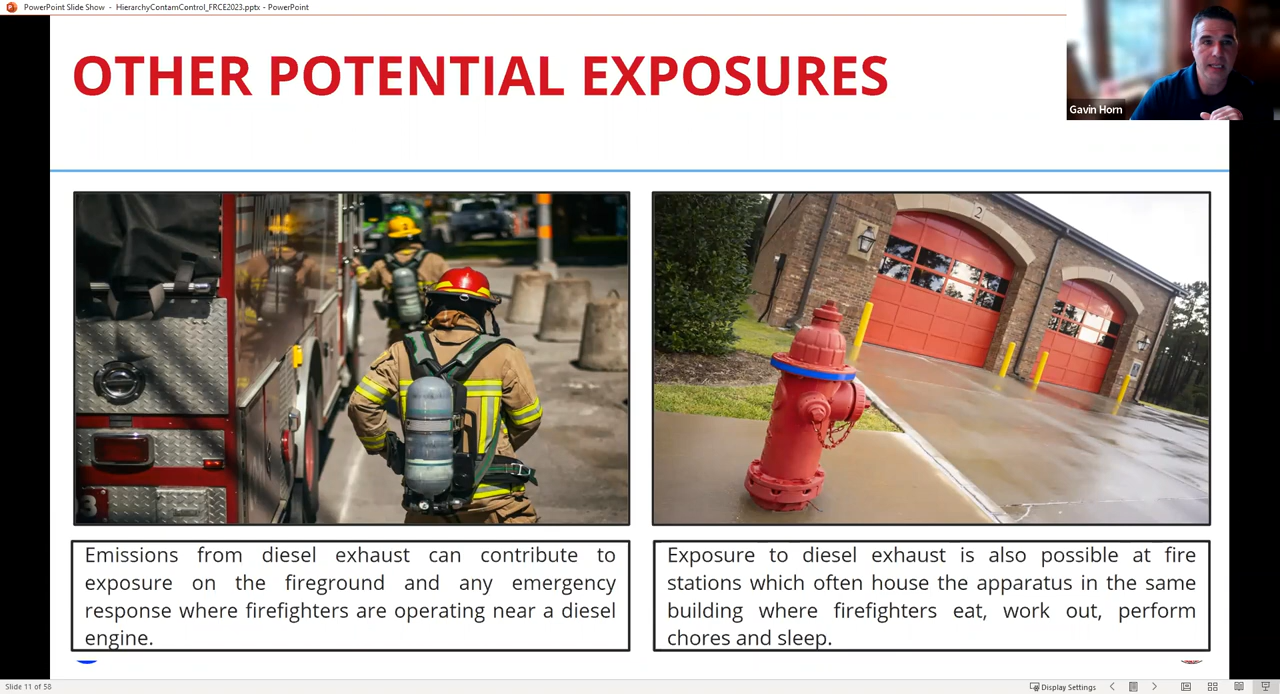 PowerPoint Slide Show - HierarchyContamControl_FRCE2023.pptx - PowerPoint
OTHER POTENTIAL EXPOSURES
Gavin Horn
2
1
3
Emissions from diesel exhaust can contribute to
exposure on the fireground and any emergency
response where firefighters are operating near a diesel
engine.
Exposure to diesel exhaust is also possible at fire
stations which often house the apparatus in the same
building where firefighters eat, work out, perform
chores and sleep.
Slide 11 of 58
Display Settings